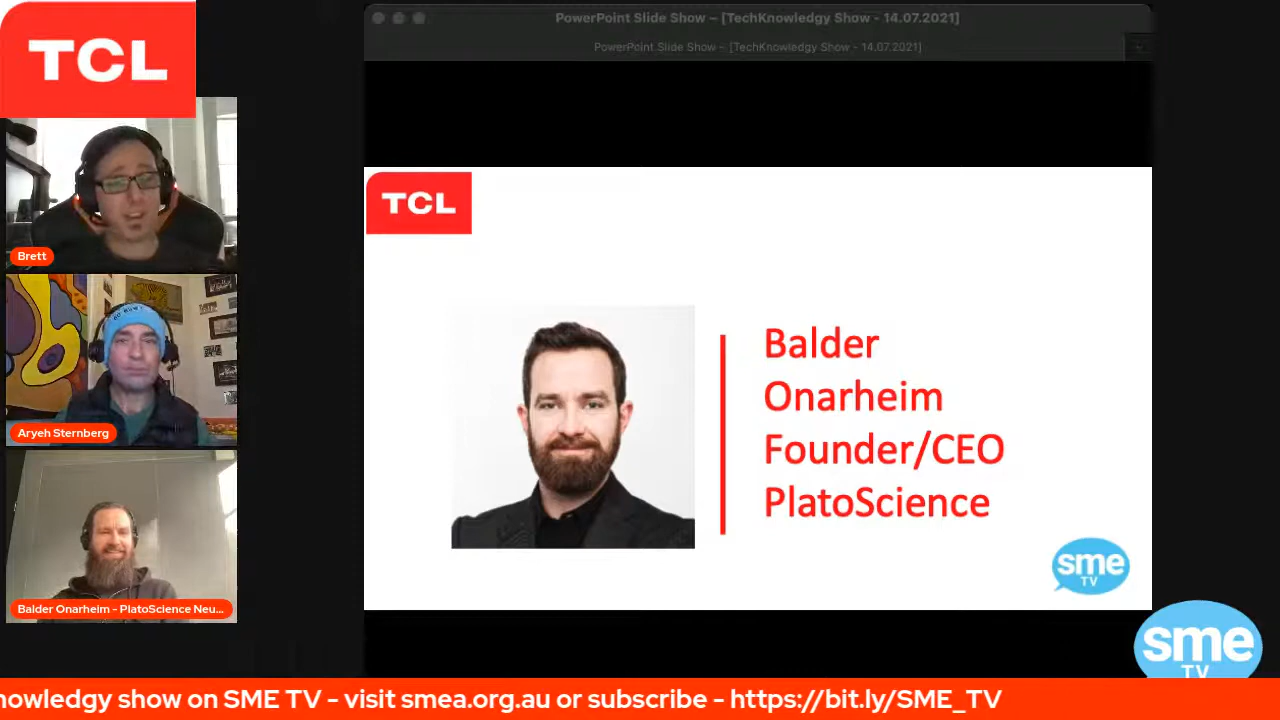 TCL
PowerPoint Slide Show – [TechKnowledgy Show - 14.07.2021]
PowerPoint Slide Show – [TechKnowledgy Show - 14.07.2021]
TCL
Brett
Aryeh Sternberg
Balder Onarheim - PlatoScience Neu...
Balder
Onarheim
Founder/CEO
PlatoScience
sme
TV
sme
TV
nowledgy show on SME TV - visit smea.org.au or subscribe - https://bit.ly/SME_TV